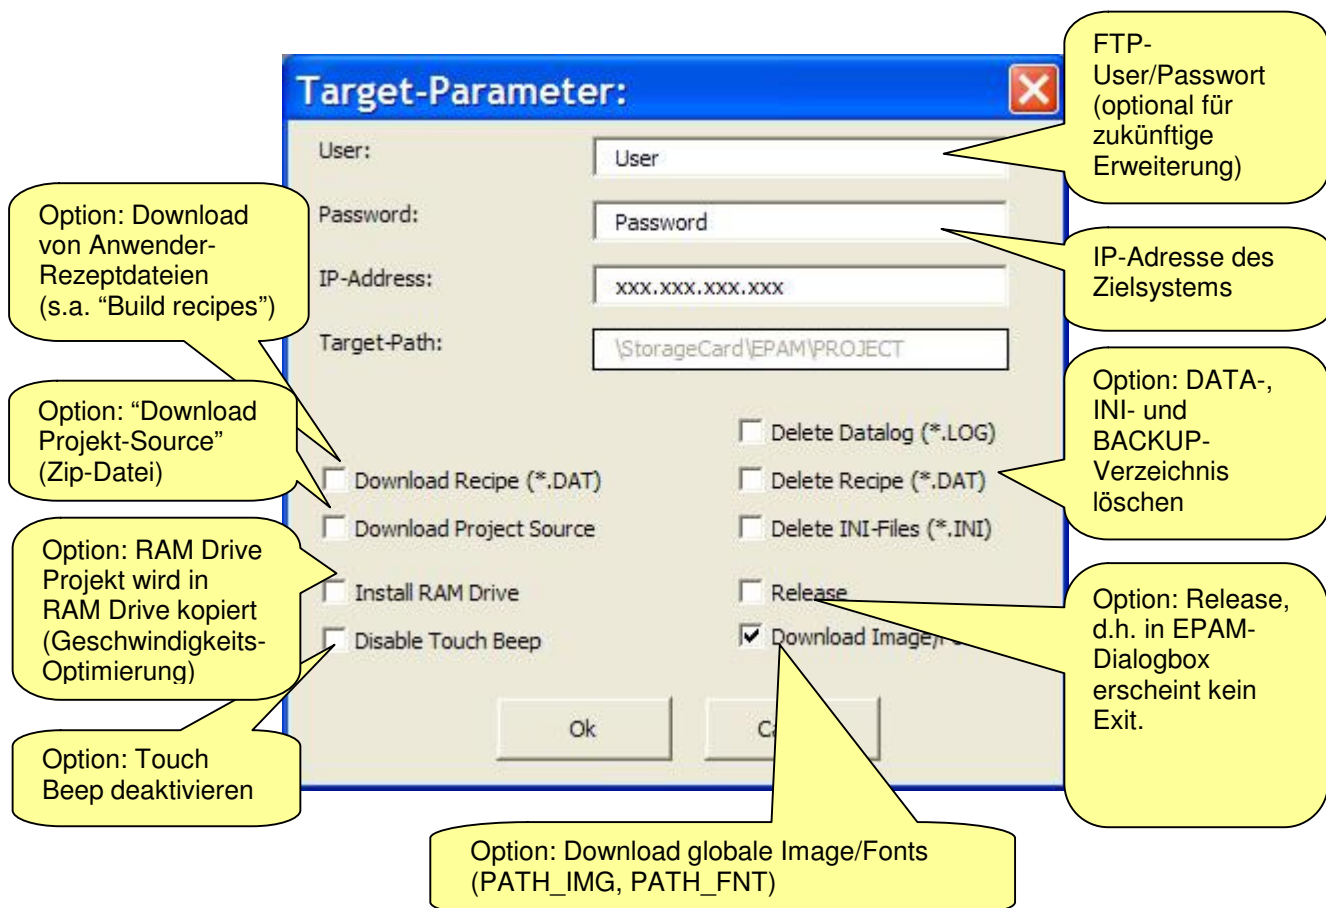 Target-Parameter:
User:
User
Password:
Password
IP-Address:
xxx.xxx.xxx.xxx
Target-Path:
\StorageCard\EPAM\PROJECT
Delete Datalog (*.LOG)
Download Recipe (*.DAT)
Delete Recipe (*.DAT)
Download Project Source
Delete INI-Files (*.INI)
Install RAM Drive
Release
Disable Touch Beep
Download Image/
Ok
FTP-
User/Passwort
(optional für
zukünftige
Erweiterung)
IP-Adresse des
Zielsystems
Option: DATA-,
INI- und
BACKUP-
Verzeichnis
löschen
Option: Release,
d.h. in EPAM-
Dialogbox
erscheint kein
Exit.
Option: Download
von Anwender-
Rezeptdateien
(s.a. “Build recipes”)
Option: “Download
Projekt-Source”
(Zip-Datei)
Option: RAM Drive
Projekt wird in
RAM Drive kopiert
(Geschwindigkeits-
Optimierung)
Option: Touch
Beep deaktivieren
Option: Download globale Image/Fonts
(PATH_IMG, PATH_FNT)